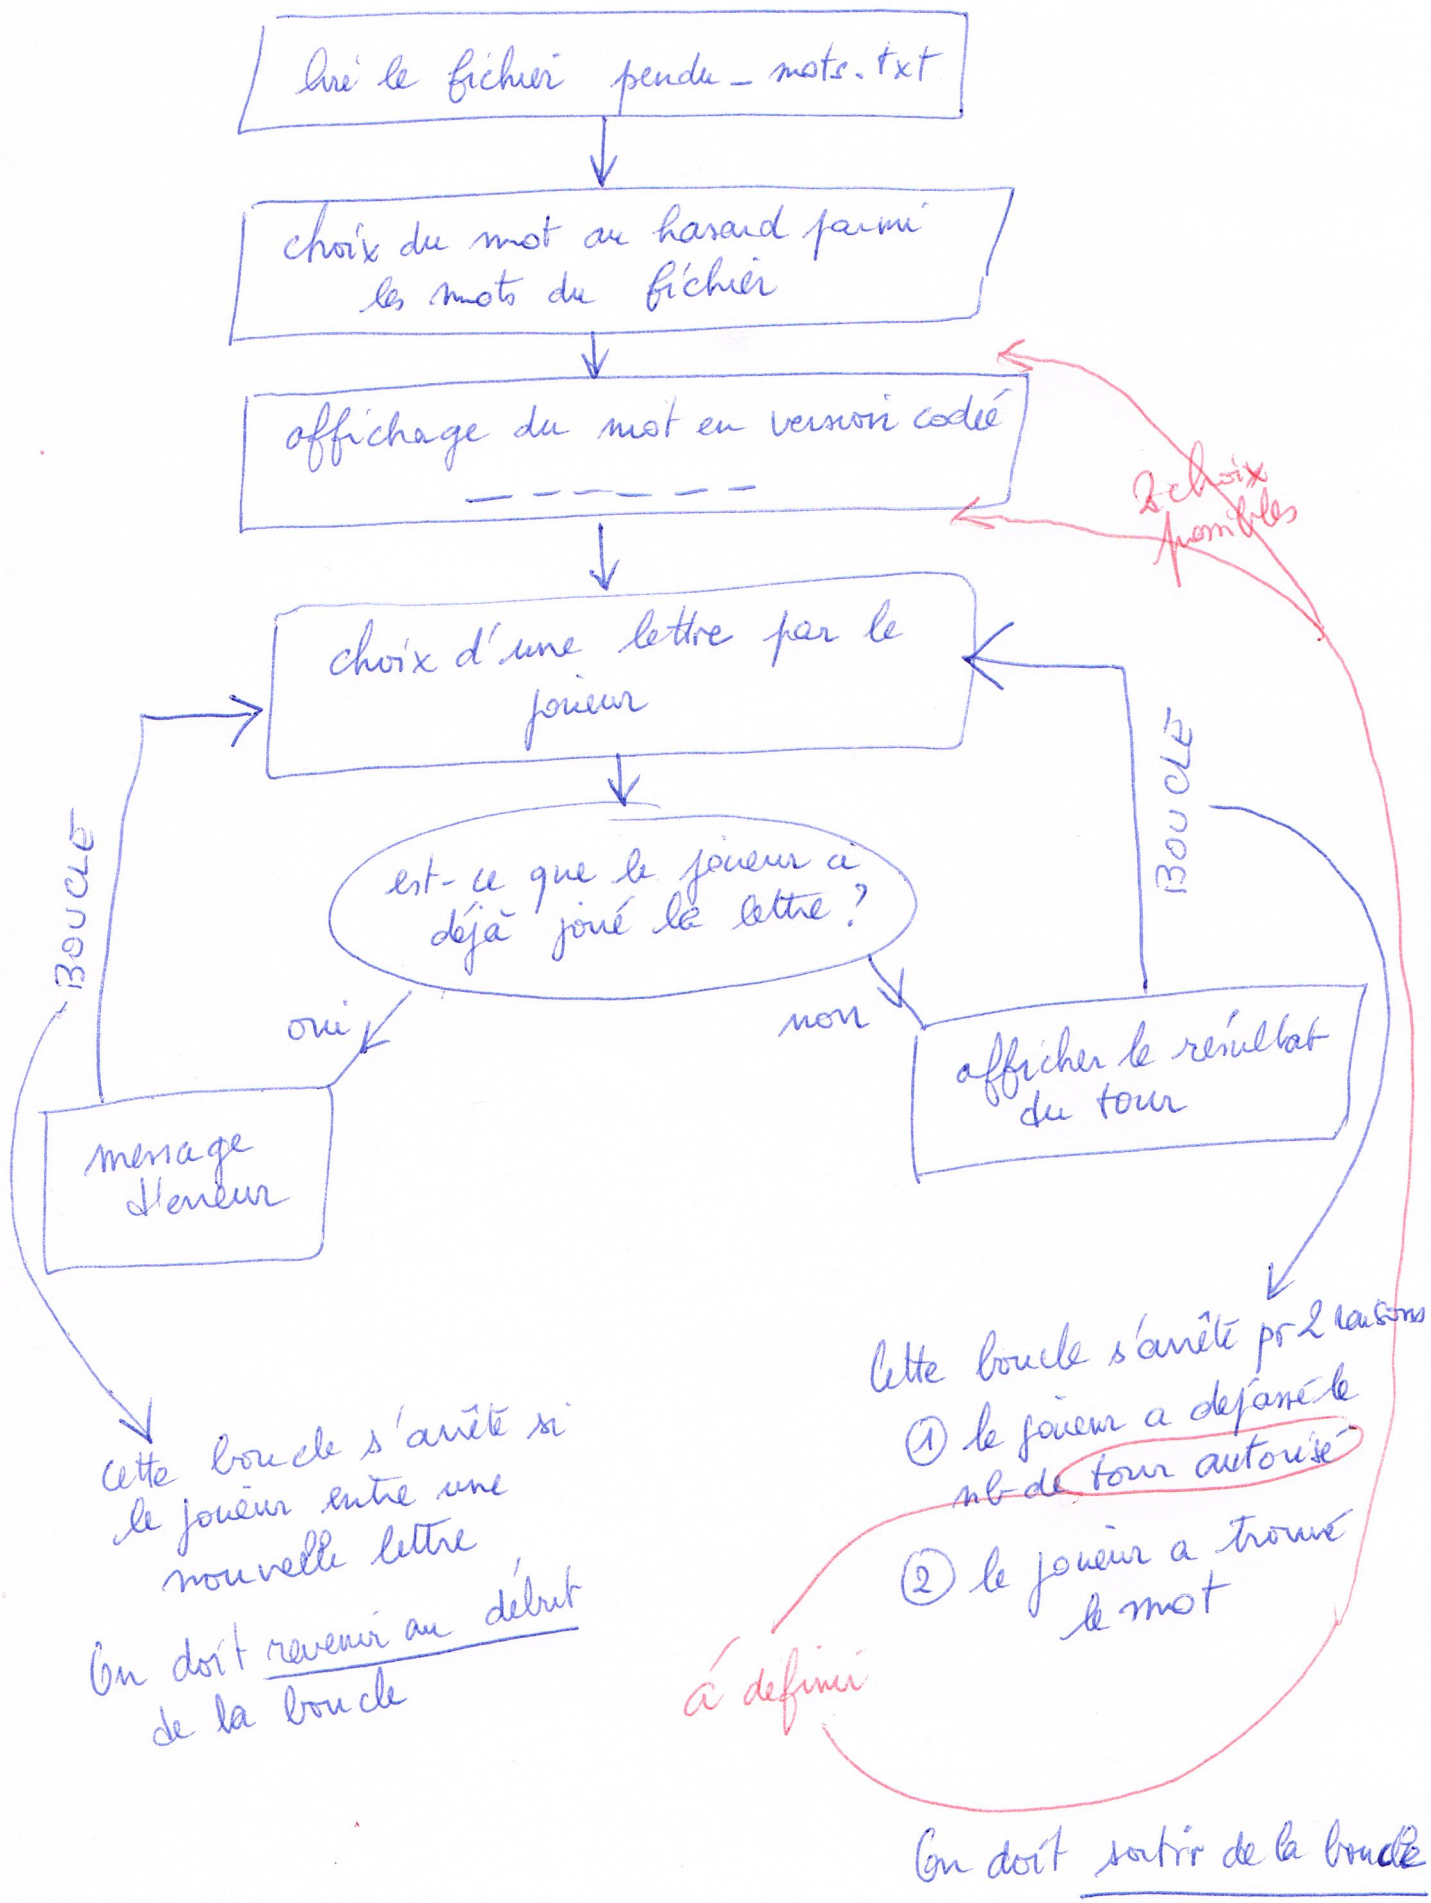 lire le fichier pendu_mots.txt
choix du mot au hasard parmi
les mots du fichier
affichage du mot en version codée
_ _ _ _ _ _ _
2 choix
possibles
choix d'une lettre par le
joueur
BOUCLE
BOUCLE
est-ce que le joueur a
déjà joué la lettre ?
oui
non
afficher le résultat
du tour
message
d'erreur
Cette boucle s'arrête si
le joueur entre une
nouvelle lettre
On doit revenir au début
de la boucle
Cette boucle s'arrête pr 2 raisons
① le joueur a dépassé le
nb de tour autorisé
② le joueur a trouvé
le mot
à définir
On doit sortir de la boucle